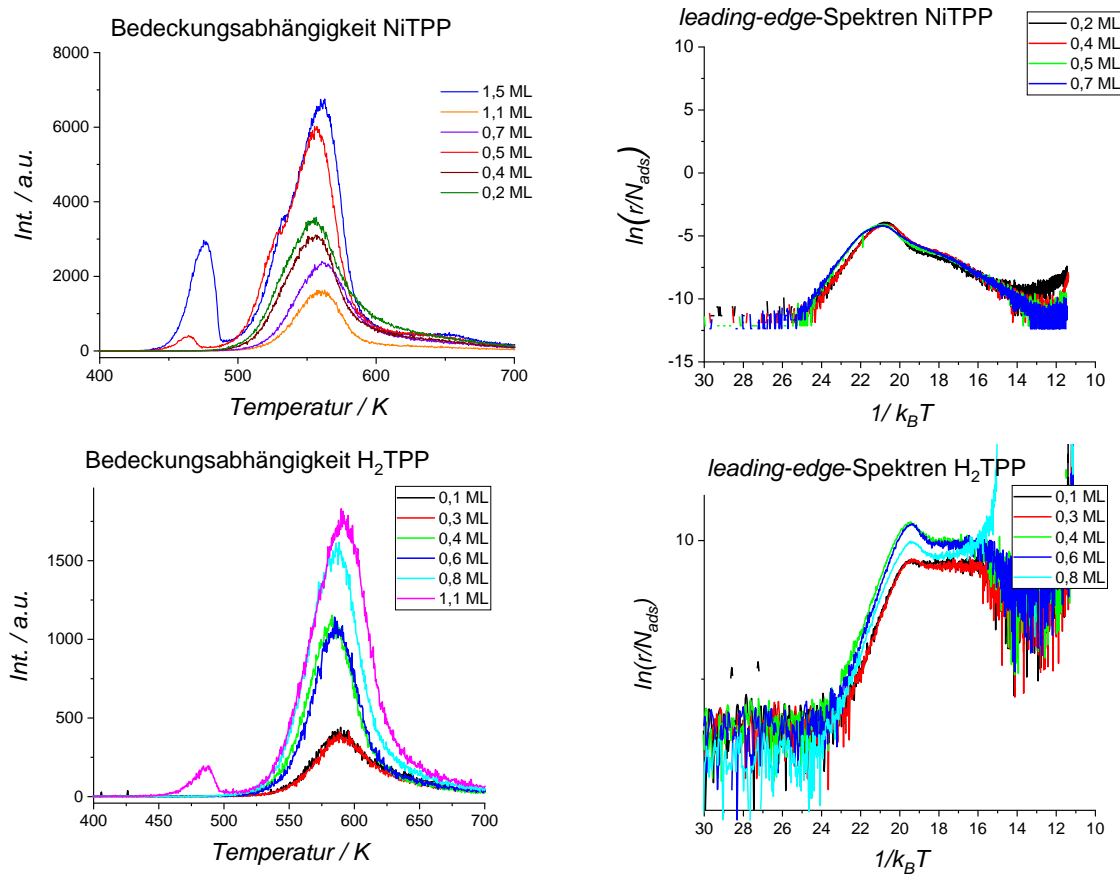 Bedeckungsabhängigkeit NiTPP
8000
6000
4000
2000
0
Int. / a.u.
400
500
600
700
Temperatur / K
1,5 ML
1,1 ML
0,7 ML
0,5 ML
0,4 ML
0,2 ML
leading-edge-Spektren NiTPP
0,2 ML
0,4 ML
0,5 ML
0,7 ML
10
5
0
-5
-10
-15
ln(r/N_ads)
30 28 26 24 22 20 18 16 14 12 10
1/ k_BT
Bedeckungsabhängigkeit H₂TPP
0,1 ML
0,3 ML
0,4 ML
0,6 ML
0,8 ML
1,1 ML
1500
1000
500
0
Int. / a.u.
400 450 500 550 600 650 700
Temperatur / K
leading-edge-Spektren H₂TPP
0,1 ML
0,3 ML
0,4 ML
0,6 ML
0,8 ML
10
ln(r/N_ads)
30 28 26 24 22 20 18 16 14 12 10
1/k_BT